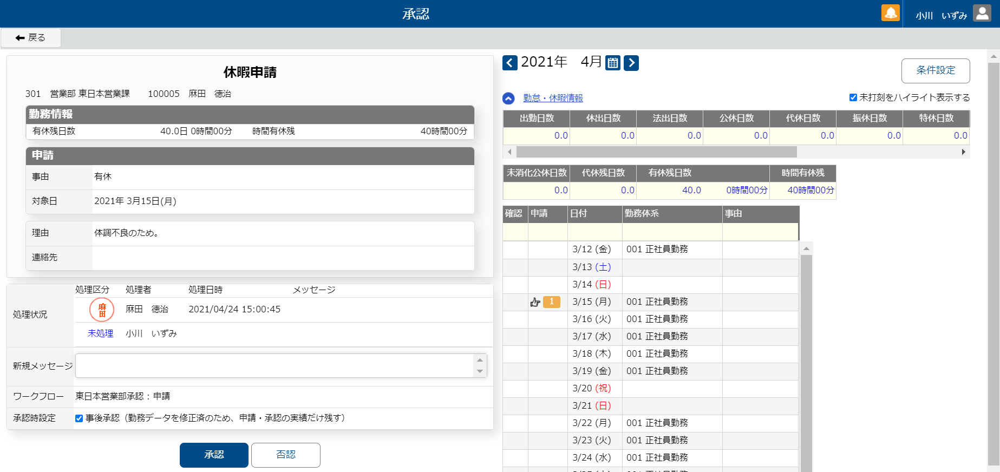 承認
小川　いずみ
戻る
休暇申請
301　営業部 東日本営業課　　100005　麻田　徳治
勤務情報
有休残日数 40.0日 0時間00分 時間有休残 40時間00分
申請
事由 有休
対象日 2021年 3月15日(月)
理由 体調不良のため。
連絡先
処理区分 処理者 処理日時 メッセージ
処理状況
麻田 麻田　徳治 2021/04/24 15:00:45
未処理 小川　いずみ
新規メッセージ
ワークフロー 東日本営業部承認：申請
承認時設定 事後承認（勤務データを修正済のため、申請・承認の実績だけ残す）
承認 否認
2021年　4月
条件設定
勤怠・休暇情報
未打刻をハイライト表示する
出勤日数 休出日数 法出日数 公休日数 代休日数 振休日数 特休日数
0.0 0.0 0.0 0.0 0.0 0.0 0.0
未消化公休日数 代休残日数 有休残日数 時間有休残
0.0 0.0 40.0 0時間00分 40時間00分
確認 申請 日付 勤務体系 事由
3/12 (金) 001 正社員勤務
3/13 (土)
3/14 (日)
1 3/15 (月) 001 正社員勤務
3/16 (火) 001 正社員勤務
3/17 (水) 001 正社員勤務
3/18 (木) 001 正社員勤務
3/19 (金) 001 正社員勤務
3/20 (祝)
3/21 (日)
3/22 (月) 001 正社員勤務
3/23 (火) 001 正社員勤務
3/24 (水) 001 正社員勤務